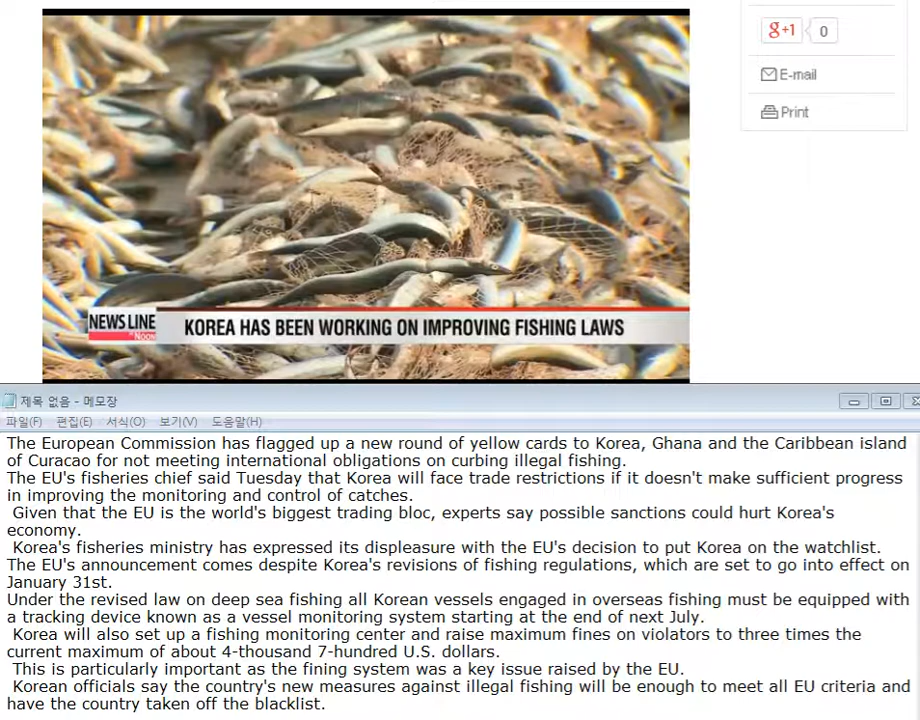 g+1 0
E-mail
Print
NEWS LINE
at NOON
KOREA HAS BEEN WORKING ON IMPROVING FISHING LAWS
제목 없음 - 메모장
파일(F) 편집(E) 서식(O) 보기(V) 도움말(H)
The European Commission has flagged up a new round of yellow cards to Korea, Ghana and the Caribbean island
of Curacao for not meeting international obligations on curbing illegal fishing.
The EU's fisheries chief said Tuesday that Korea will face trade restrictions if it doesn't make sufficient progress
in improving the monitoring and control of catches.
Given that the EU is the world's biggest trading bloc, experts say possible sanctions could hurt Korea's
economy.
Korea's fisheries ministry has expressed its displeasure with the EU's decision to put Korea on the watchlist.
The EU's announcement comes despite Korea's revisions of fishing regulations, which are set to go into effect on
January 31st.
Under the revised law on deep sea fishing all Korean vessels engaged in overseas fishing must be equipped with
a tracking device known as a vessel monitoring system starting at the end of next July.
Korea will also set up a fishing monitoring center and raise maximum fines on violators to three times the
current maximum of about 4-thousand 7-hundred U.S. dollars.
This is particularly important as the fining system was a key issue raised by the EU.
Korean officials say the country's new measures against illegal fishing will be enough to meet all EU criteria and
have the country taken off the blacklist.